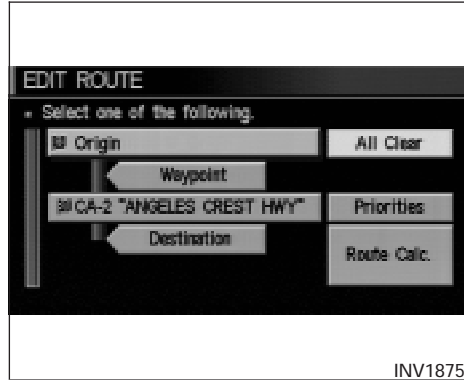 EDIT ROUTE
Select one of the following.
Origin
All Clear
Waypoint
CA-2 "ANGELES CREST HWY"
Priorities
Destination
Route Calc.
INV1875